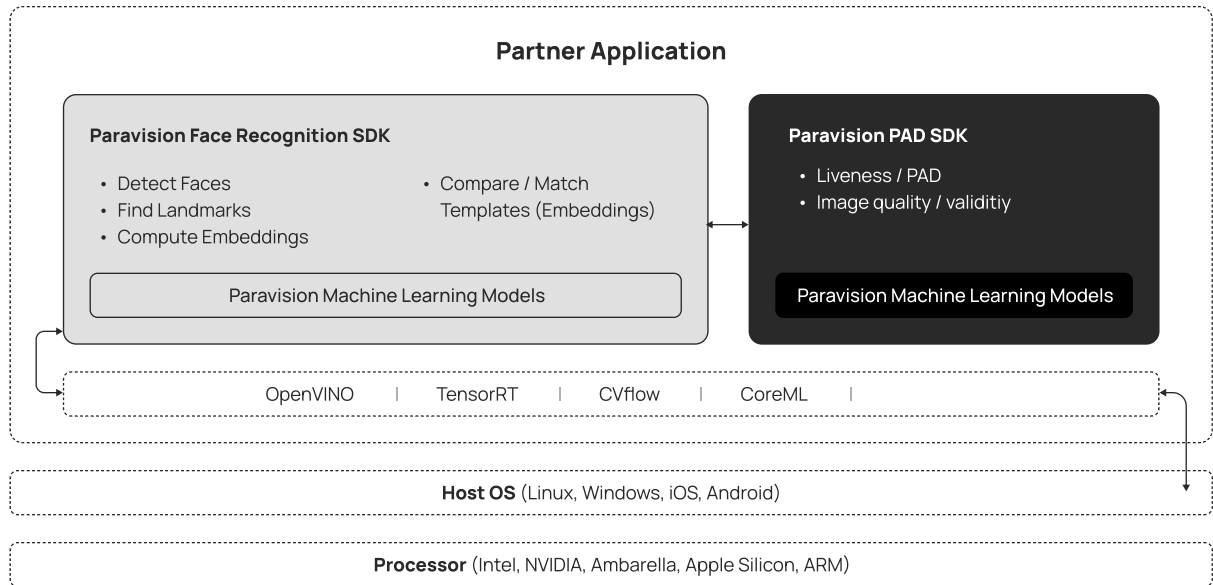 Partner Application
Paravision Face Recognition SDK
• Detect Faces
• Find Landmarks
• Compute Embeddings
• Compare / Match
Templates (Embeddings)
Paravision Machine Learning Models
Paravision PAD SDK
• Liveness / PAD
• Image quality / validitiy
Paravision Machine Learning Models
OpenVINO | TensorRT | CVflow | CoreML |
Host OS (Linux, Windows, iOS, Android)
Processor (Intel, NVIDIA, Ambarella, Apple Silicon, ARM)